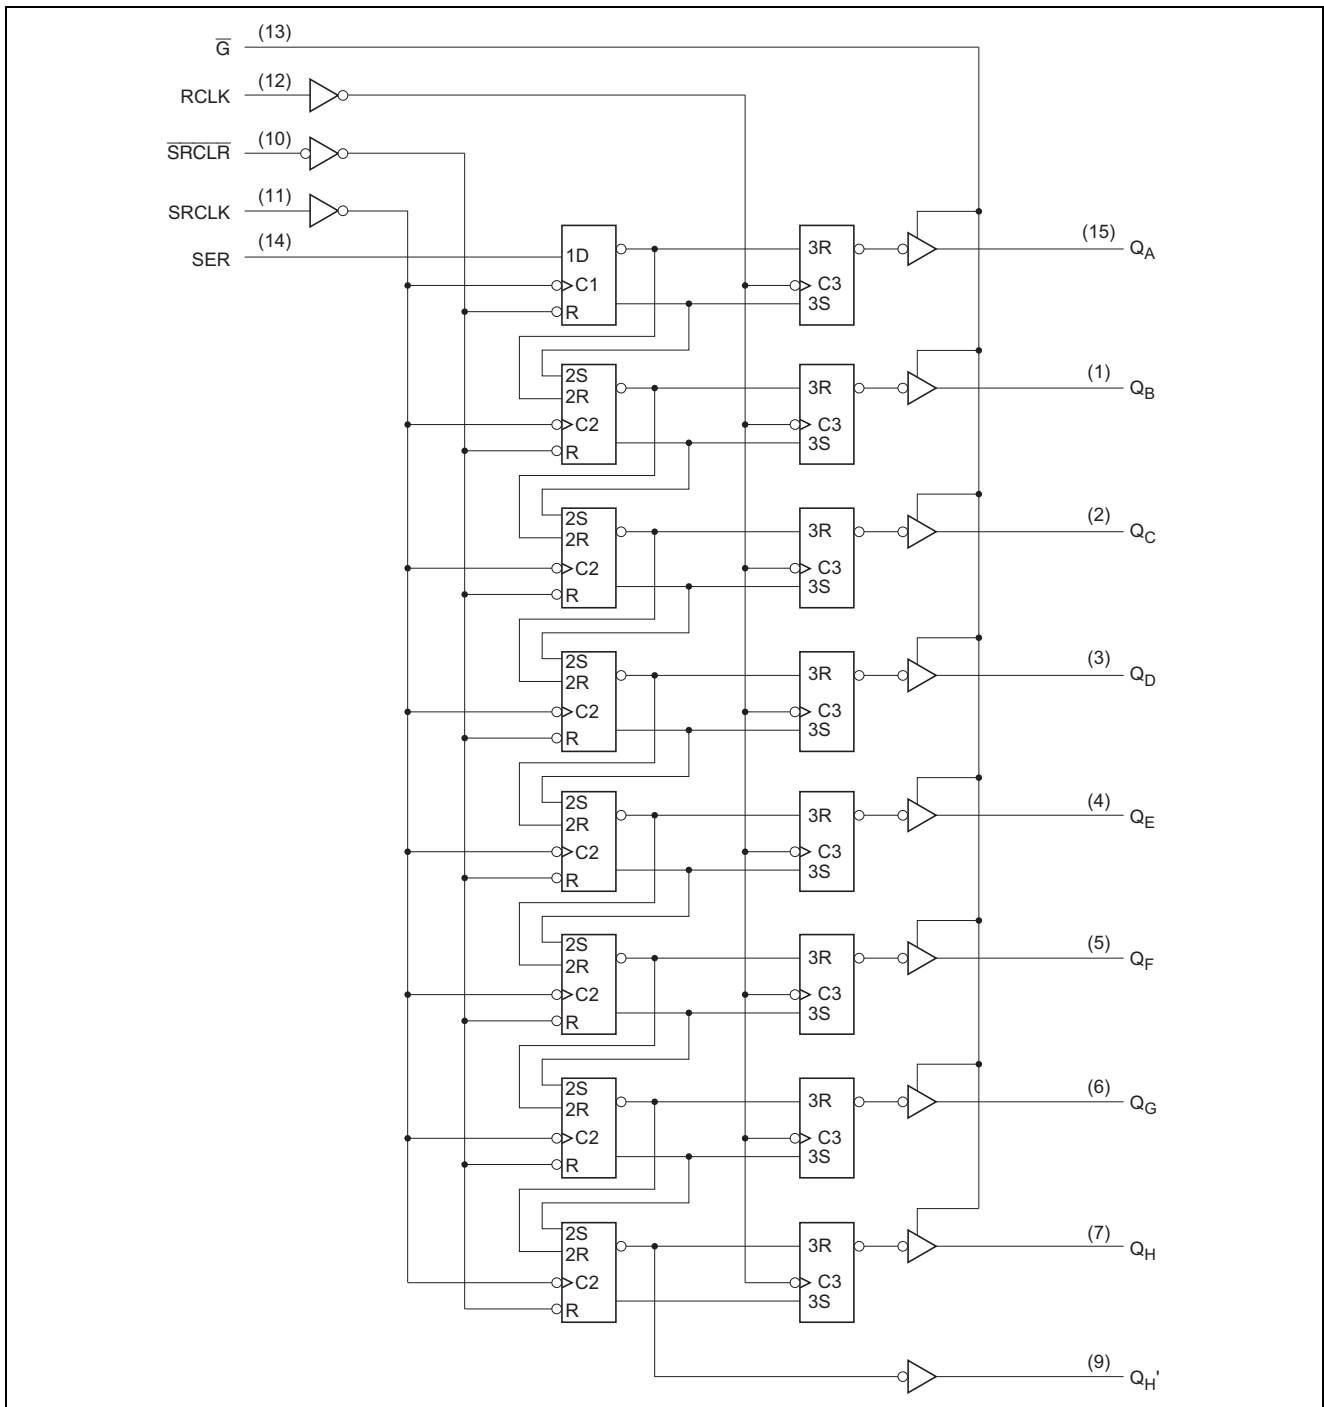 G̅ (13)
RCLK (12)
S̅R̅C̅L̅R̅ (10)
SRCLK (11)
SER (14)
1D
C1
R
3R
C3
3S
(15) QA
2S
2R
C2
R
3R
C3
3S
(1) QB
2S
2R
C2
R
3R
C3
3S
(2) QC
2S
2R
C2
R
3R
C3
3S
(3) QD
2S
2R
C2
R
3R
C3
3S
(4) QE
2S
2R
C2
R
3R
C3
3S
(5) QF
2S
2R
C2
R
3R
C3
3S
(6) QG
2S
2R
C2
R
3R
C3
3S
(7) QH
(9) QH'